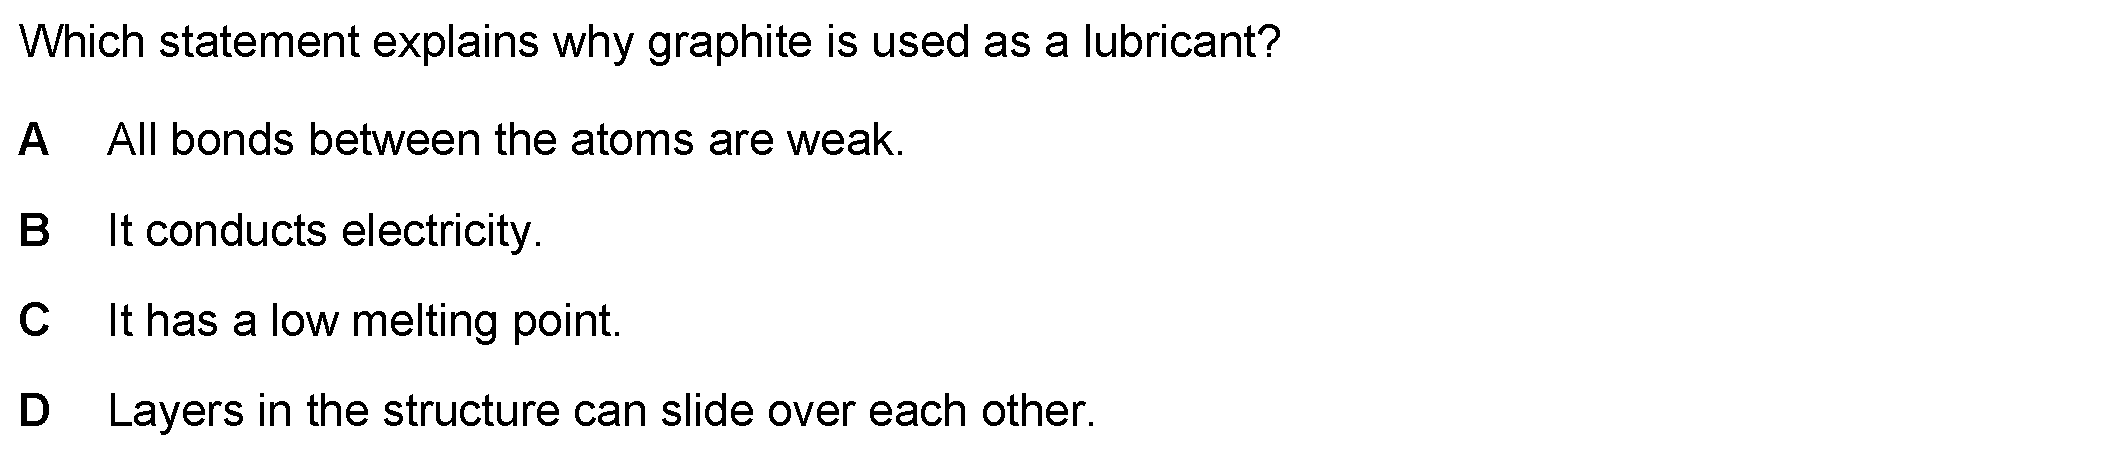 Which statement explains why graphite is used as a lubricant?
A All bonds between the atoms are weak.
B It conducts electricity.
C It has a low melting point.
D Layers in the structure can slide over each other.